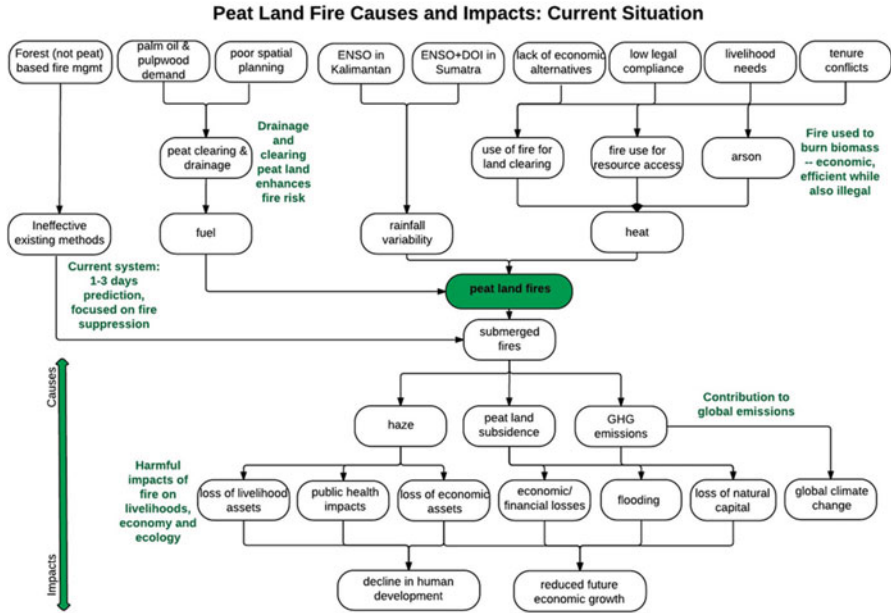 Peat Land Fire Causes and Impacts: Current Situation
Forest (not peat)
based fire mgmt
palm oil &
pulpwood
demand
poor spatial
planning
ENSO in
Kalimantan
ENSO+DOI in
Sumatra
lack of economic
alternatives
low legal
compliance
livelihood
needs
tenure
conflicts
peat clearing &
drainage
Drainage
and
clearing
peat land
enhances
fire risk
use of fire for
land clearing
fire use for
resource access
arson
Fire used to
burn biomass
-- economic,
efficient while
also illegal
Ineffective
existing methods
fuel
rainfall
variability
heat
Current system:
1-3 days
prediction,
focused on fire
suppression
peat land fires
submerged
fires
Causes
haze
peat land
subsidence
GHG
emissions
Contribution to
global emissions
Harmful
impacts of
fire on
livelihoods,
economy and
ecology
loss of livelihood
assets
public health
impacts
loss of economic
assets
economic/
financial losses
flooding
loss of natural
capital
global climate
change
Impacts
decline in human
development
reduced future
economic growth